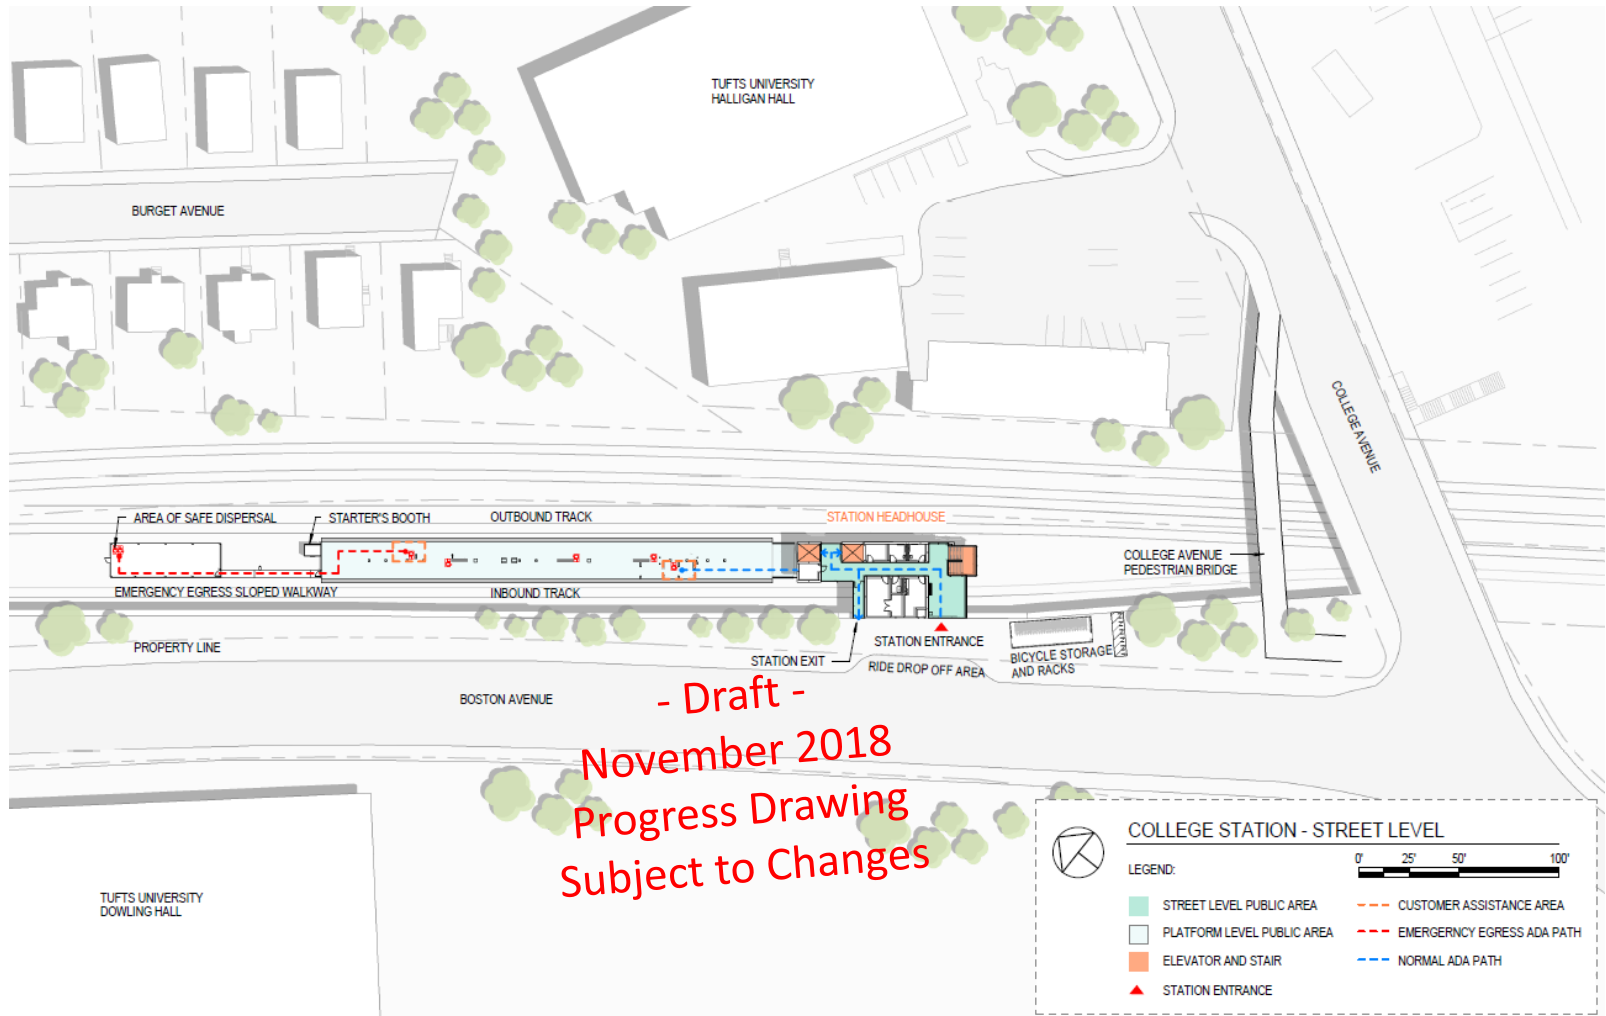 TUFTS UNIVERSITY
HALLIGAN HALL
BURGET AVENUE
COLLEGE AVENUE
AREA OF SAFE DISPERSAL
STARTER'S BOOTH
OUTBOUND TRACK
STATION HEADHOUSE
COLLEGE AVENUE
PEDESTRIAN BRIDGE
EMERGENCY EGRESS SLOPED WALKWAY
INBOUND TRACK
PROPERTY LINE
STATION ENTRANCE
STATION EXIT
RIDE DROP OFF AREA
BICYCLE STORAGE
AND RACKS
BOSTON AVENUE
- Draft -
November 2018
Progress Drawing
Subject to Changes
TUFTS UNIVERSITY
DOWLING HALL
COLLEGE STATION - STREET LEVEL
LEGEND:
0' 25' 50' 100'
STREET LEVEL PUBLIC AREA
PLATFORM LEVEL PUBLIC AREA
ELEVATOR AND STAIR
STATION ENTRANCE
CUSTOMER ASSISTANCE AREA
EMERGERNCY EGRESS ADA PATH
NORMAL ADA PATH